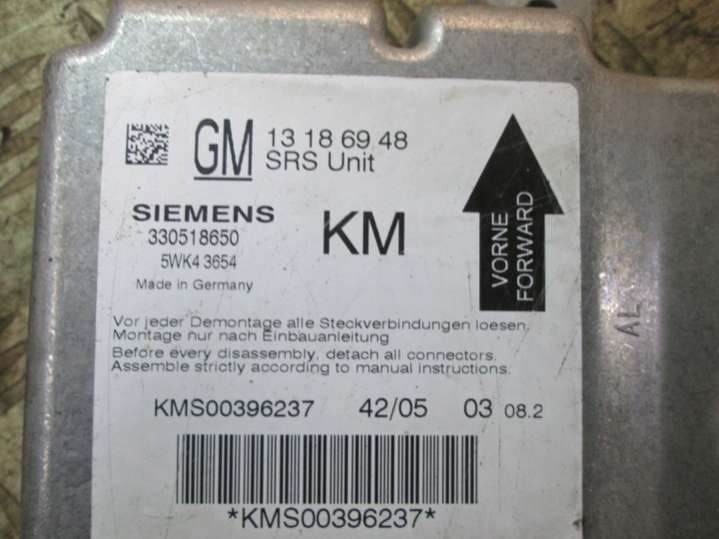 GM 13 18 69 48
SRS Unit
SIEMENS
330518650
5WK4 3654
Made in Germany
KM
VORNE
FORWARD
Vor jeder Demontage alle Steckverbindungen loesen.
Montage nur nach Einbauanleitung
Before every disassembly, detach all connectors.
Assemble strictly according to manual instructions.
KMS00396237 42/05 03 08.2
*KMS00396237*
AL